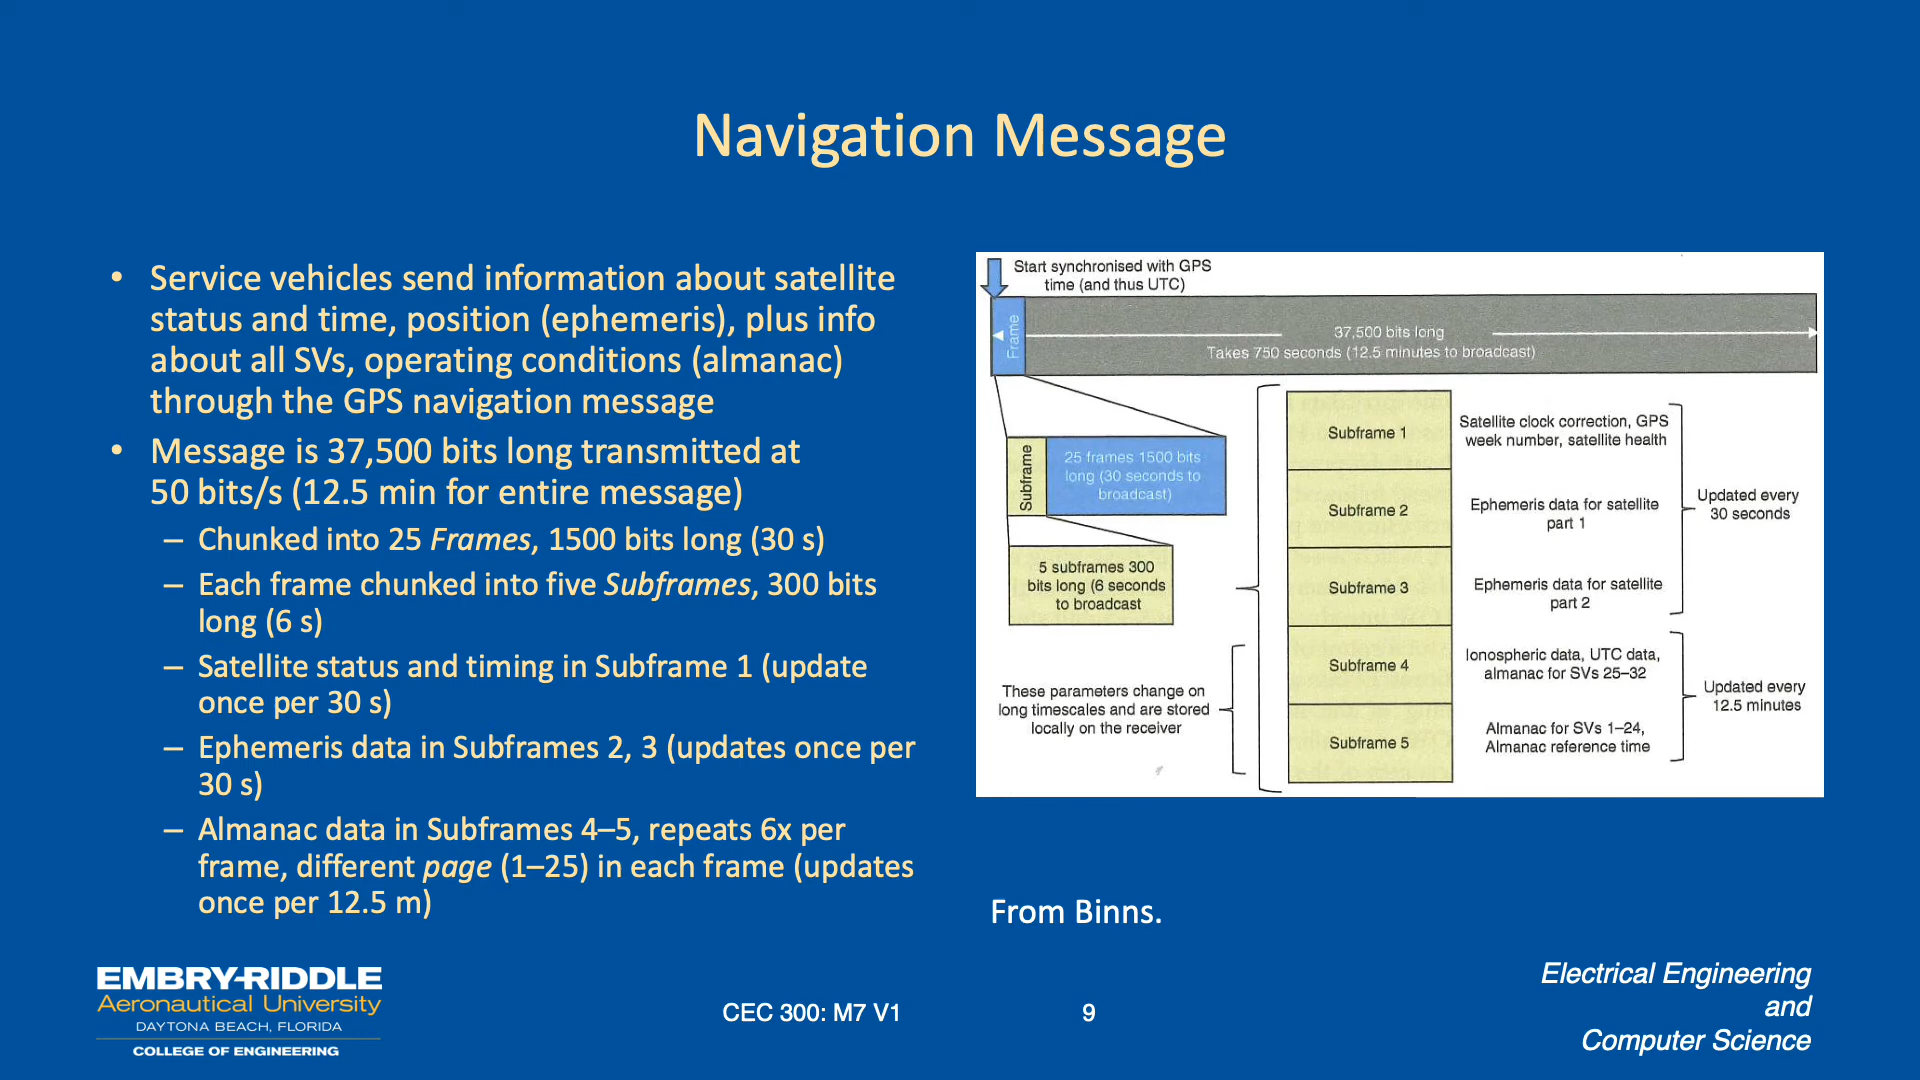 Navigation Message
• Service vehicles send information about satellite
status and time, position (ephemeris), plus info
about all SVs, operating conditions (almanac)
through the GPS navigation message
• Message is 37,500 bits long transmitted at
50 bits/s (12.5 min for entire message)
– Chunked into 25 Frames, 1500 bits long (30 s)
– Each frame chunked into five Subframes, 300 bits
long (6 s)
– Satellite status and timing in Subframe 1 (update
once per 30 s)
– Ephemeris data in Subframes 2, 3 (updates once per
30 s)
– Almanac data in Subframes 4–5, repeats 6x per
frame, different page (1–25) in each frame (updates
once per 12.5 m)
Start synchronised with GPS
time (and thus UTC)
Frame
37,500 bits long
Takes 750 seconds (12.5 minutes to broadcast)
Subframe
25 frames 1500 bits
long (30 seconds to
broadcast)
5 subframes 300
bits long (6 seconds
to broadcast
These parameters change on
long timescales and are stored
locally on the receiver
Subframe 1
Satellite clock correction, GPS
week number, satellite health
Subframe 2
Ephemeris data for satellite
part 1
Subframe 3
Ephemeris data for satellite
part 2
Updated every
30 seconds
Subframe 4
Ionospheric data, UTC data,
almanac for SVs 25–32
Subframe 5
Almanac for SVs 1–24,
Almanac reference time
Updated every
12.5 minutes
From Binns.
EMBRY-RIDDLE
Aeronautical University
DAYTONA BEACH, FLORIDA
COLLEGE OF ENGINEERING
CEC 300: M7 V1
9
Electrical Engineering
and
Computer Science